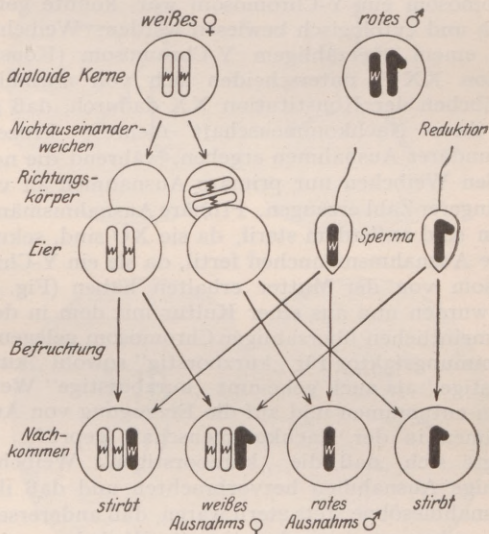 weißes ♀
rotes ♂
diploide Kerne
W W
W
Nichtauseinander-
weichen
Reduktion
Richtungs-
körper
W W
Eier
W W
W
Sperma
Befruchtung
Nach-
kommen
W W W
W W
W
stirbt
weißes
Ausnahms ♀
rotes
Ausnahms ♂
stirbt